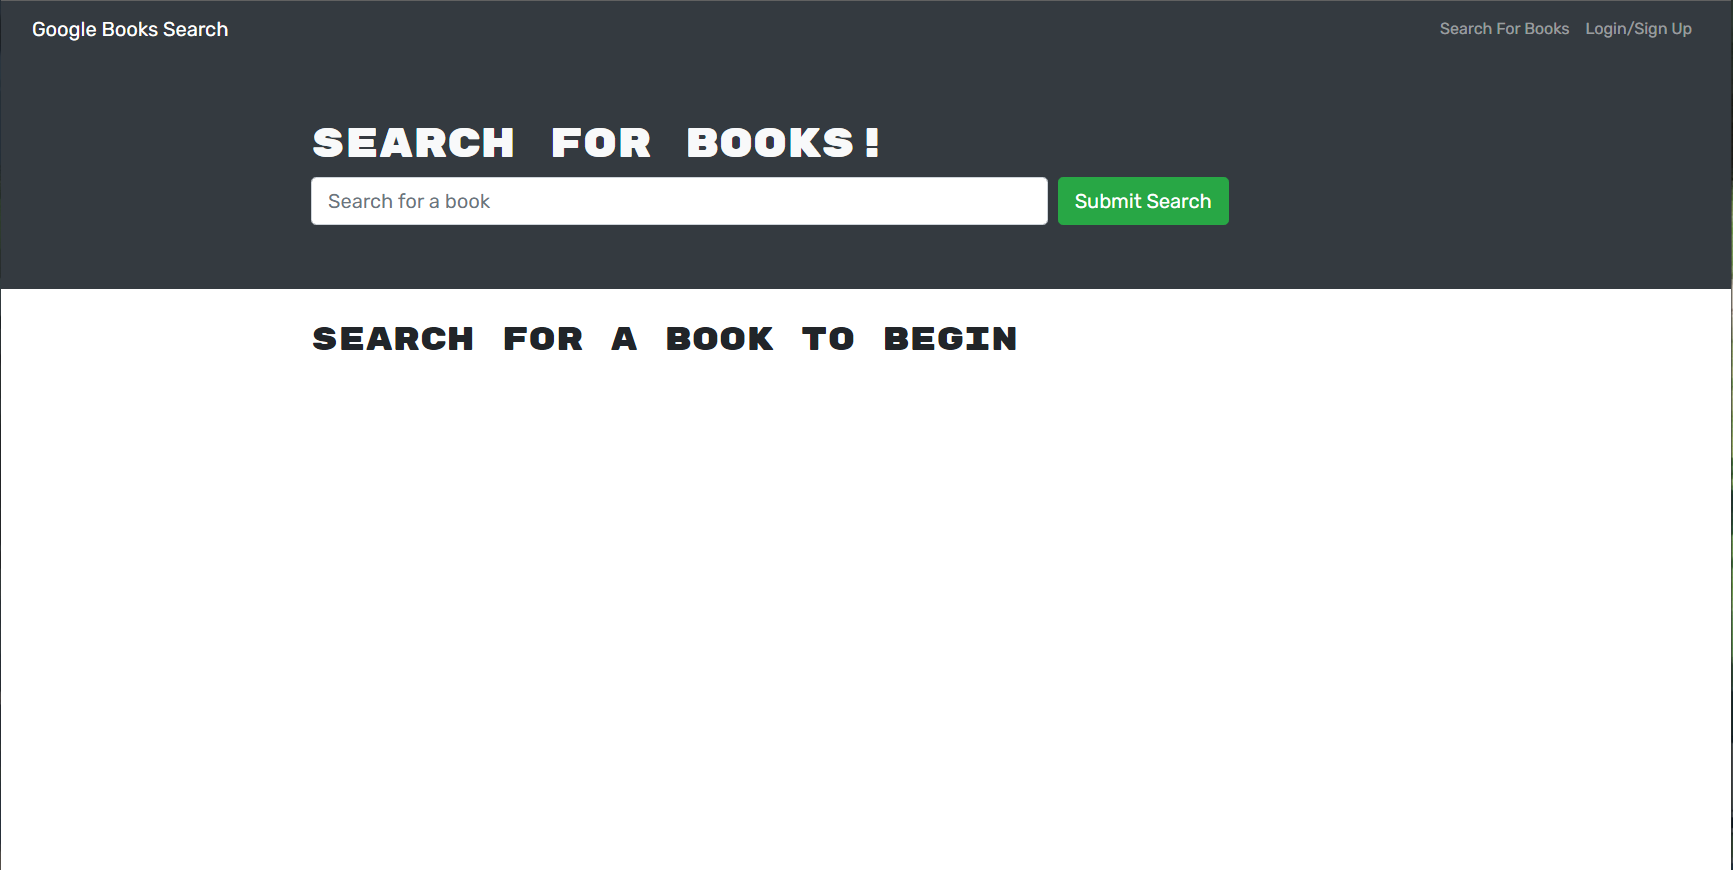 Google Books Search
Search For Books Login/Sign Up
SEARCH FOR BOOKS!
Search for a book
Submit Search
SEARCH FOR A BOOK TO BEGIN